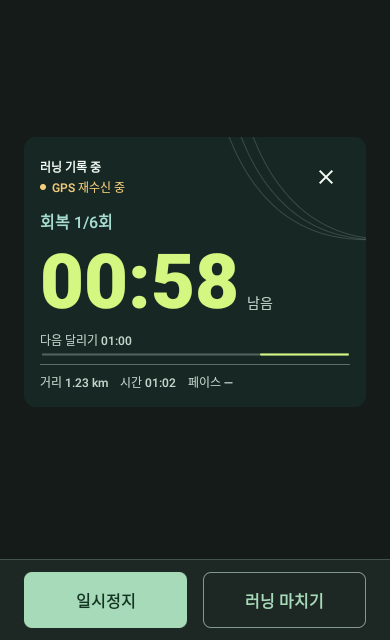 러닝 기록 중
GPS 재수신 중
회복 1/6회
00:58 남음
다음 달리기 01:00
거리 1.23 km 시간 01:02 페이스 –
일시정지 러닝 마치기